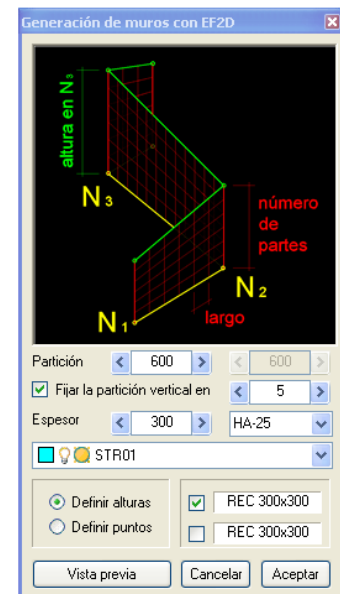 Generación de muros con EF2D
altura en N3
N3
número
de
partes
N2
largo
N1
Partición 600 600
Fijar la partición vertical en 5
Espesor 300 HA-25
STR01
Definir alturas REC 300x300
Definir puntos REC 300x300
Vista previa Cancelar Aceptar